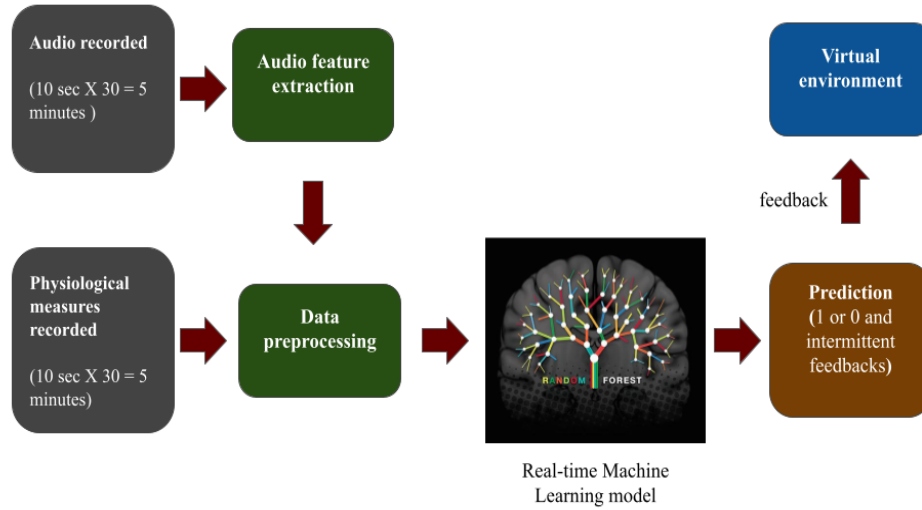 Audio recorded
(10 sec X 30 = 5
minutes )
Audio feature
extraction
Virtual
environment
feedback
Physiological
measures
recorded
(10 sec X 30 = 5
minutes)
Data
preprocessing
RANDOM FOREST
Prediction
(1 or 0 and
intermittent
feedbacks)
Real-time Machine
Learning model